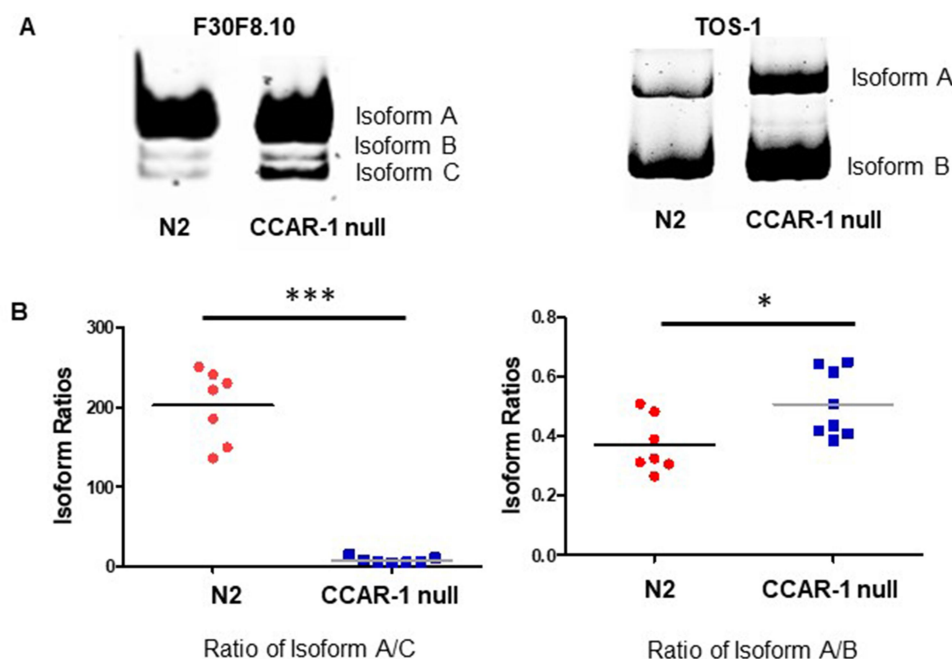 A
F30F8.10
TOS-1
Isoform A
Isoform B
Isoform C
N2
CCAR-1 null
Isoform A
Isoform B
N2
CCAR-1 null
B
***
Isoform Ratios
300
200
100
0
N2
CCAR-1 null
Ratio of Isoform A/C
*
Isoform Ratios
0.8
0.6
0.4
0.2
0.0
N2
CCAR-1 null
Ratio of Isoform A/B